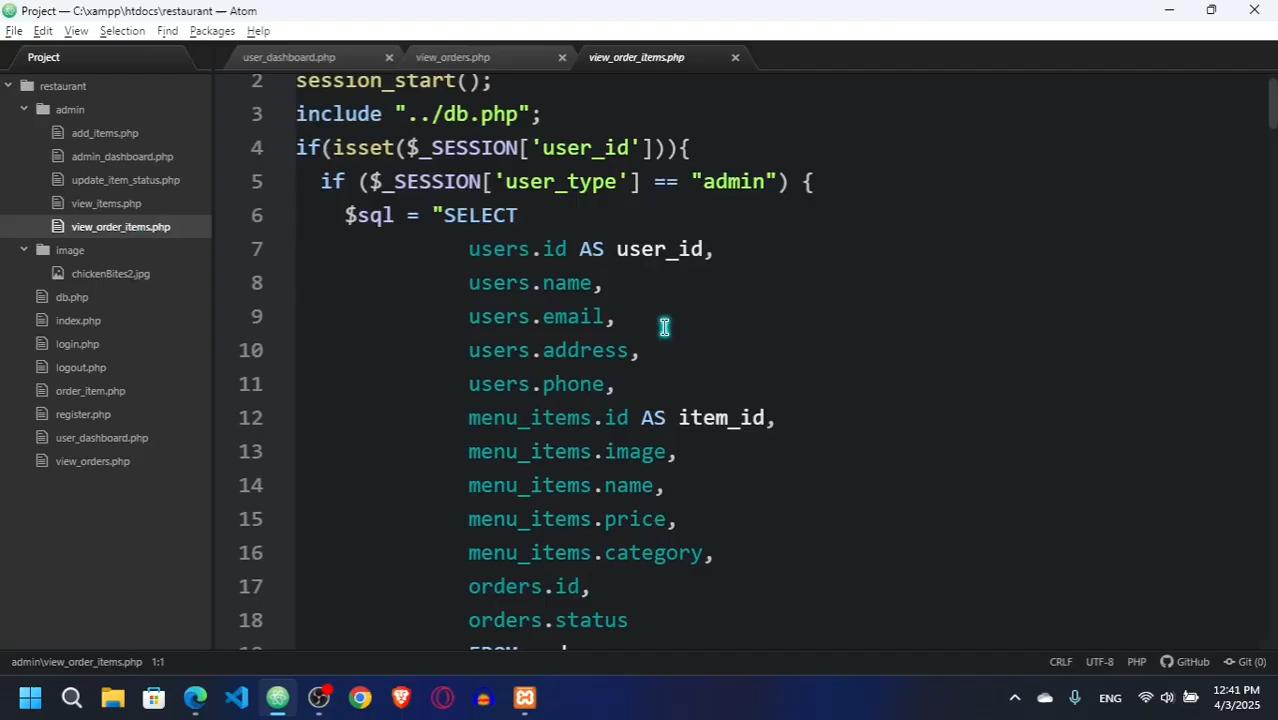 Project — C:\xampp\htdocs\restaurant — Atom
File Edit View Selection Find Packages Help
Project
user_dashboard.php
view_orders.php
view_order_items.php
restaurant
admin
add_items.php
admin_dashboard.php
update_item_status.php
view_items.php
view_order_items.php
image
chickenBites2.jpg
db.php
index.php
login.php
logout.php
order_item.php
register.php
user_dashboard.php
view_orders.php
2 session_start();
3 include "../db.php";
4 if(isset($_SESSION['user_id'])){
5 if ($_SESSION['user_type'] == "admin") {
6 $sql = "SELECT
7 users.id AS user_id,
8 users.name,
9 users.email,
10 users.address,
11 users.phone,
12 menu_items.id AS item_id,
13 menu_items.image,
14 menu_items.name,
15 menu_items.price,
16 menu_items.category,
17 orders.id,
18 orders.status
admin\view_order_items.php 1:1
CRLF UTF-8 PHP GitHub Git (0)
ENG
12:41 PM
4/3/2025